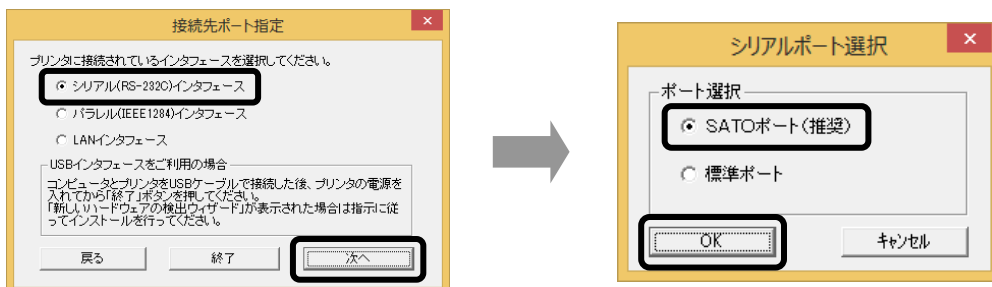 接続先ポート指定
プリンタに接続されているインタフェースを選択してください。
シリアル(RS-232C)インタフェース
パラレル(IEEE1284)インタフェース
LANインタフェース
USBインタフェースをご利用の場合
コンピュータとプリンタをUSBケーブルで接続した後、プリンタの電源を
入れてから「終了」ボタンを押してください。
「新しいハードウェアの検出ウィザード」が表示された場合は指示に従
ってインストールを行ってください。
戻る
終了
次へ
シリアルポート選択
ポート選択
SATOポート(推奨)
標準ポート
OK
キャンセル